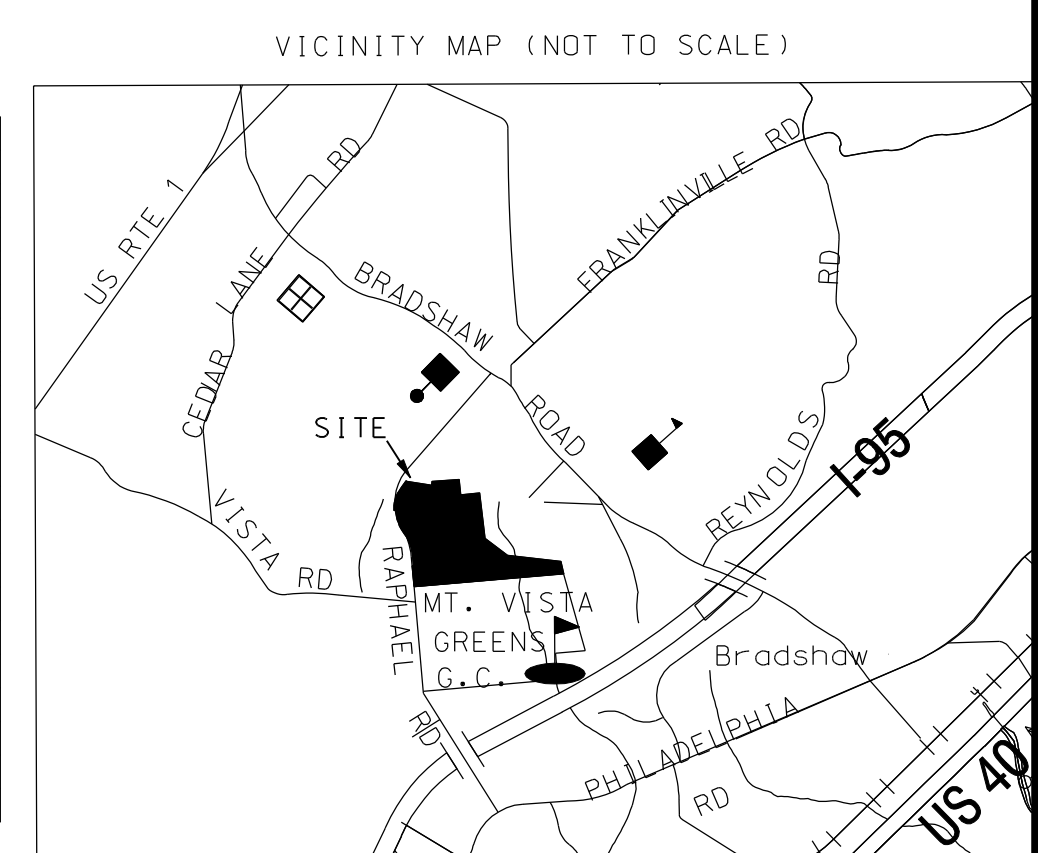 VICINITY MAP (NOT TO SCALE)
US RTE 1
CEDAR LANE RD
BRADSHAW ROAD
FRANKLINVILLE RD
REYNOLDS RD
I-95
SITE
VISTA RD
RAPHAEL RD
MT. VISTA
GREENS
G.C.
Bradshaw
PHILADELPHIA RD
US 40